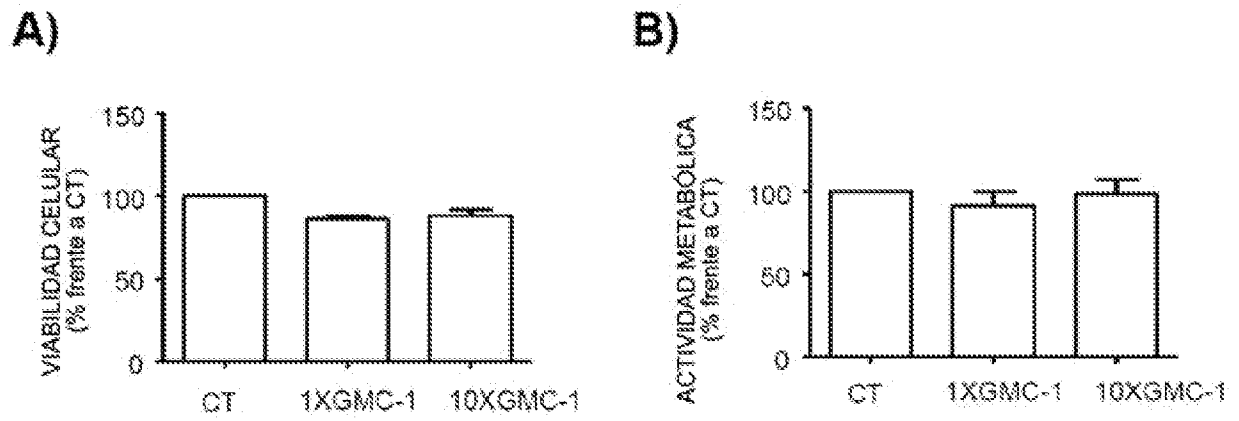 A)
VIABILIDAD CELULAR
(% frente a CT)
150
100
50
0
CT
1XGMC-1
10XGMC-1
B)
ACTIVIDAD METABÓLICA
(% frente a CT)
150
100
50
0
CT
1XGMC-1
10XGMC-1